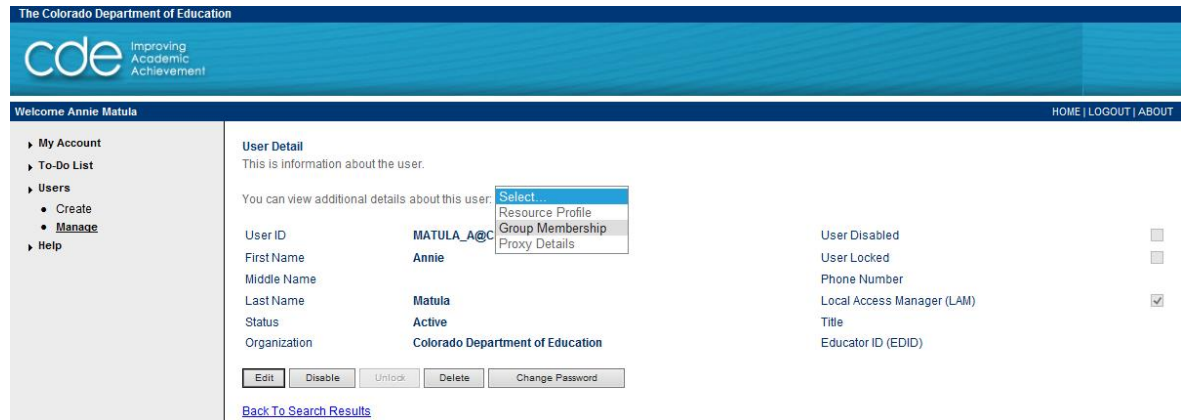 The Colorado Department of Education
cde Improving
Academic
Achievement
Welcome Annie Matula
HOME | LOGOUT | ABOUT
My Account
To-Do List
Users
Create
Manage
Help
User Detail
This is information about the user.
You can view additional details about this user: Select...
Resource Profile
Group Membership
Proxy Details
User ID MATULA_A@C
First Name Annie
Middle Name
Last Name Matula
Status Active
Organization Colorado Department of Education
User Disabled
User Locked
Phone Number
Local Access Manager (LAM)
Title
Educator ID (EDID)
Edit Disable Unlock Delete Change Password
Back To Search Results